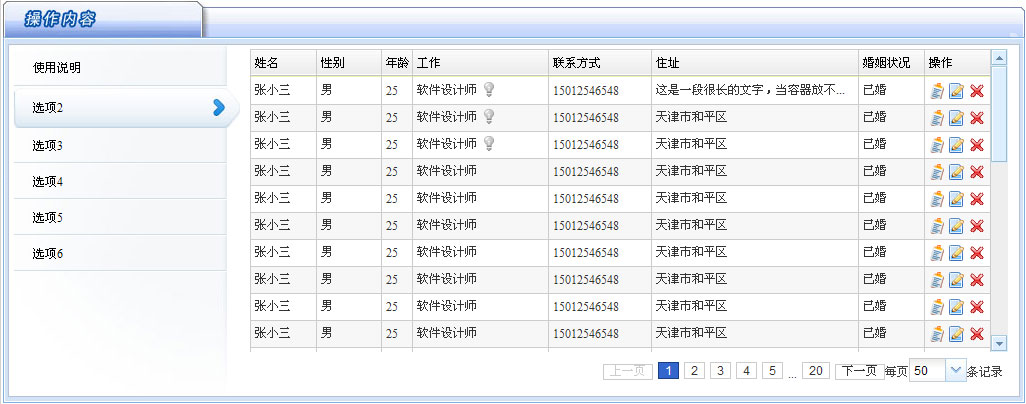 操作内容
使用说明
选项2
选项3
选项4
选项5
选项6
姓名 性别 年龄 工作 联系方式 住址 婚姻状况 操作
张小三 男 25 软件设计师 15012546548 这是一段很长的文字，当容器放不... 已婚
张小三 男 25 软件设计师 15012546548 天津市和平区 已婚
张小三 男 25 软件设计师 15012546548 天津市和平区 已婚
张小三 男 25 软件设计师 15012546548 天津市和平区 已婚
张小三 男 25 软件设计师 15012546548 天津市和平区 已婚
张小三 男 25 软件设计师 15012546548 天津市和平区 已婚
张小三 男 25 软件设计师 15012546548 天津市和平区 已婚
张小三 男 25 软件设计师 15012546548 天津市和平区 已婚
张小三 男 25 软件设计师 15012546548 天津市和平区 已婚
张小三 男 25 软件设计师 15012546548 天津市和平区 已婚
上一页 1 2 3 4 5 ... 20 下一页 每页 50 条记录